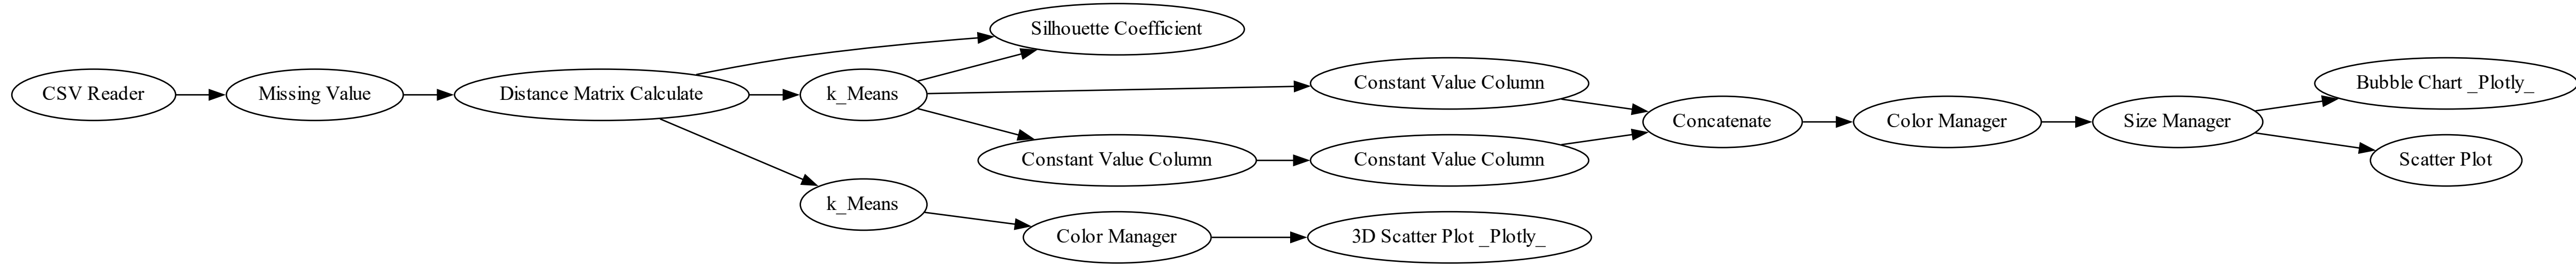 CSV Reader
Missing Value
Distance Matrix Calculate
Silhouette Coefficient
k_Means
k_Means
Constant Value Column
Constant Value Column
Constant Value Column
Color Manager
3D Scatter Plot _Plotly_
Concatenate
Color Manager
Size Manager
Bubble Chart _Plotly_
Scatter Plot